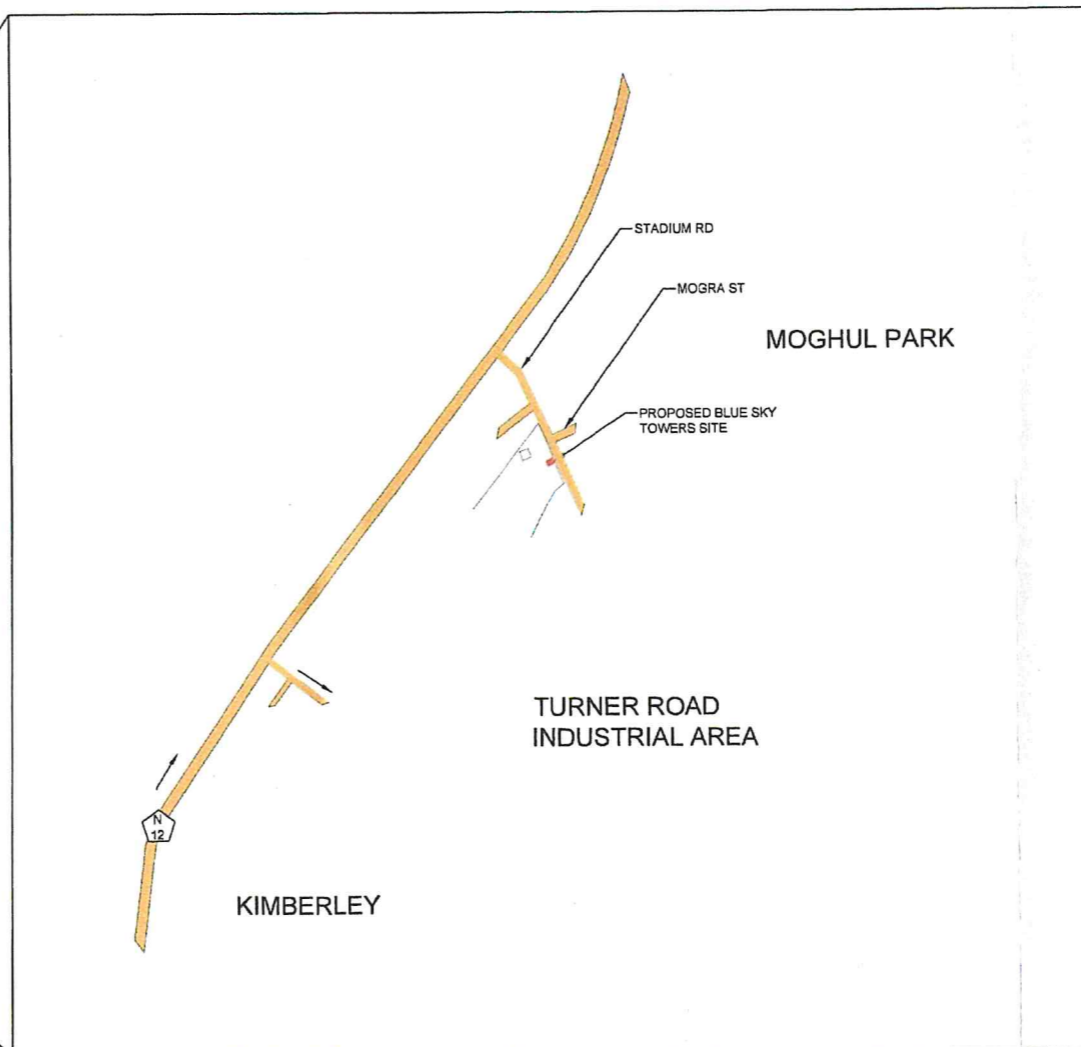 STADIUM RD
MOGRA ST
MOGHUL PARK
PROPOSED BLUE SKY
TOWERS SITE
TURNER ROAD
INDUSTRIAL AREA
N
12
KIMBERLEY